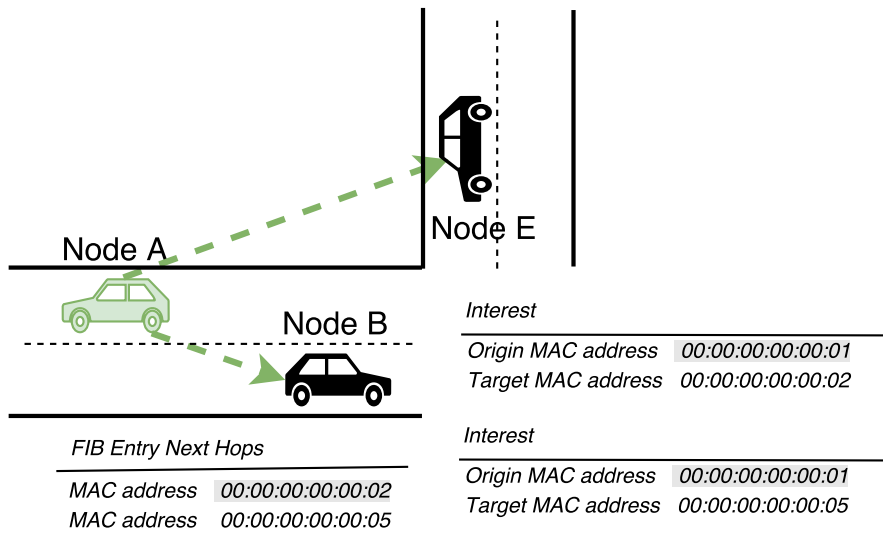 Node E
Node A
Node B
Interest
Origin MAC address 00:00:00:00:00:01
Target MAC address 00:00:00:00:00:02
Interest
Origin MAC address 00:00:00:00:00:01
Target MAC address 00:00:00:00:00:05
FIB Entry Next Hops
MAC address 00:00:00:00:00:02
MAC address 00:00:00:00:00:05